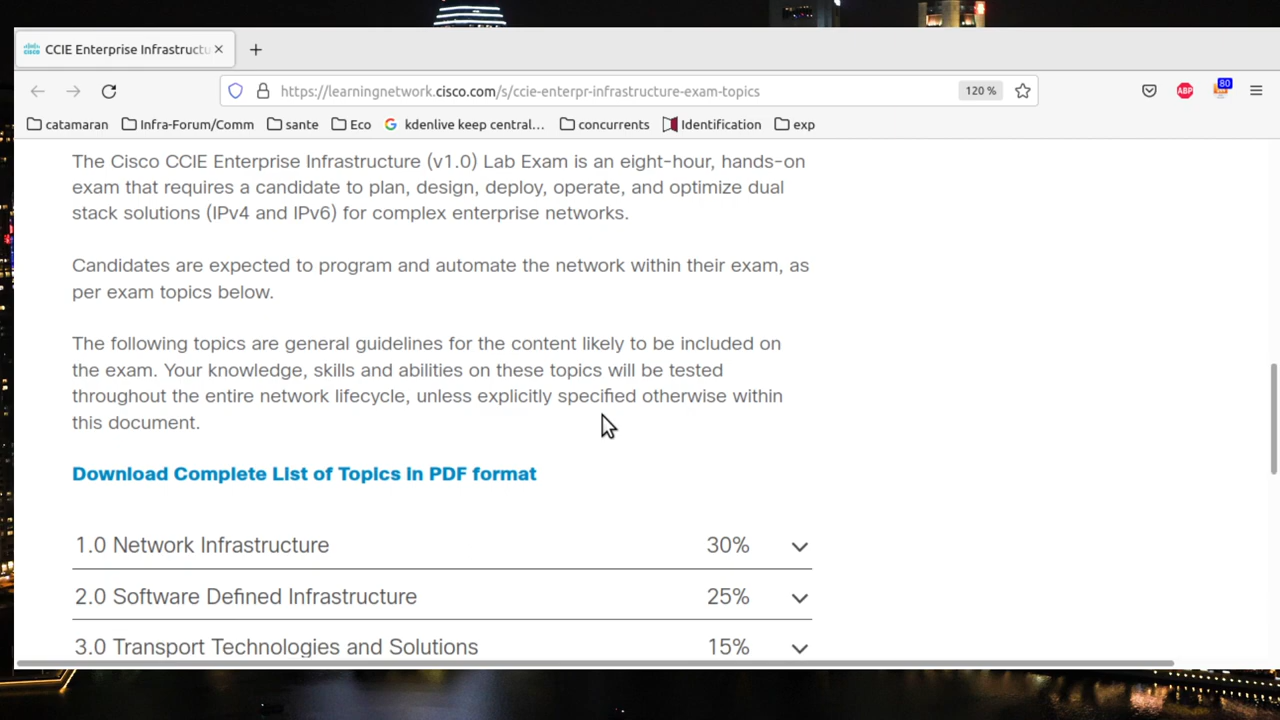 CCIE Enterprise Infrastructu
80
https://learningnetwork.cisco.com/s/ccie-enterpr-infrastructure-exam-topics
120 %
ABP
catamaran Infra-Forum/Comm sante Eco kdenlive keep central... concurrents Identification exp
The Cisco CCIE Enterprise Infrastructure (v1.0) Lab Exam is an eight-hour, hands-on
exam that requires a candidate to plan, design, deploy, operate, and optimize dual
stack solutions (IPv4 and IPv6) for complex enterprise networks.
Candidates are expected to program and automate the network within their exam, as
per exam topics below.
The following topics are general guidelines for the content likely to be included on
the exam. Your knowledge, skills and abilities on these topics will be tested
throughout the entire network lifecycle, unless explicitly specified otherwise within
this document.
Download Complete List of Topics in PDF format
1.0 Network Infrastructure 30%
2.0 Software Defined Infrastructure 25%
3.0 Transport Technologies and Solutions 15%